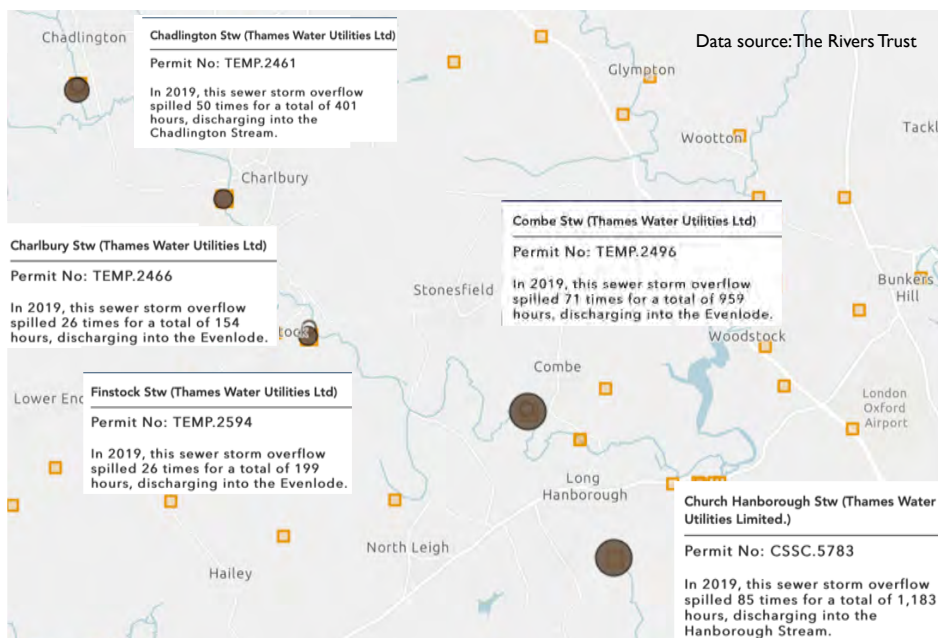 Chadlington
Chadlington Stw (Thames Water Utilities Ltd)
Permit No: TEMP.2461
In 2019, this sewer storm overflow
spilled 50 times for a total of 401
hours, discharging into the
Chadlington Stream.
Data source: The Rivers Trust
Glympton
Wootton
Tackl
Charlbury
Charlbury Stw (Thames Water Utilities Ltd)
Permit No: TEMP.2466
In 2019, this sewer storm overflow
spilled 26 times for a total of 154
hours, discharging into the Evenlode.
Combe Stw (Thames Water Utilities Ltd)
Permit No: TEMP.2496
In 2019, this sewer storm overflow
spilled 71 times for a total of 959
hours, discharging into the Evenlode.
Stonesfield
Bunkers
Hill
tock
Woodstock
Combe
Lower End
Finstock Stw (Thames Water Utilities Ltd)
Permit No: TEMP.2594
In 2019, this sewer storm overflow
spilled 26 times for a total of 199
hours, discharging into the Evenlode.
London
Oxford
Airport
Long
Hanborough
North Leigh
Hailey
Church Hanborough Stw (Thames Water
Utilities Limited.)
Permit No: CSSC.5783
In 2019, this sewer storm overflow
spilled 85 times for a total of 1,183
hours, discharging into the
Hanborough Stream.